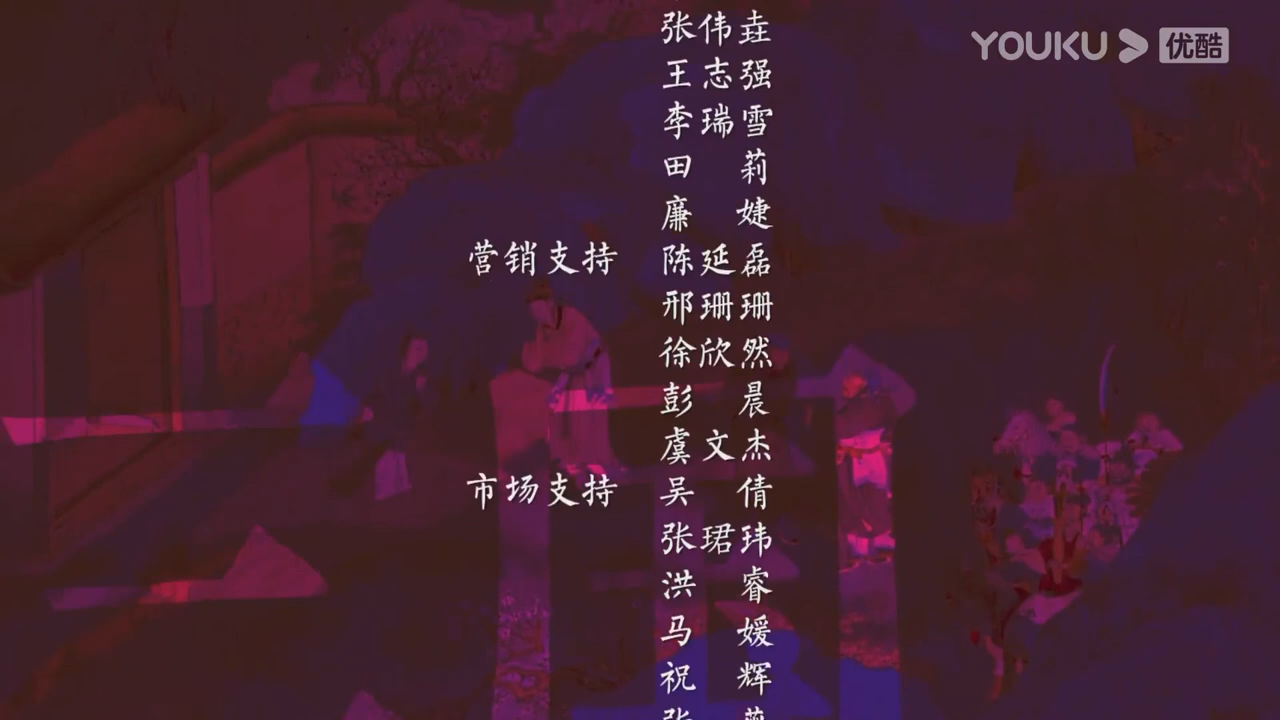 YOUKU 优酷
张伟垚
王志强
李瑞雪
田莉
廉婕
营销支持 陈延磊
邢珊珊
徐欣然
彭晨
虞文杰
市场支持 吴倩
张珺玮
洪睿
马媛
祝辉